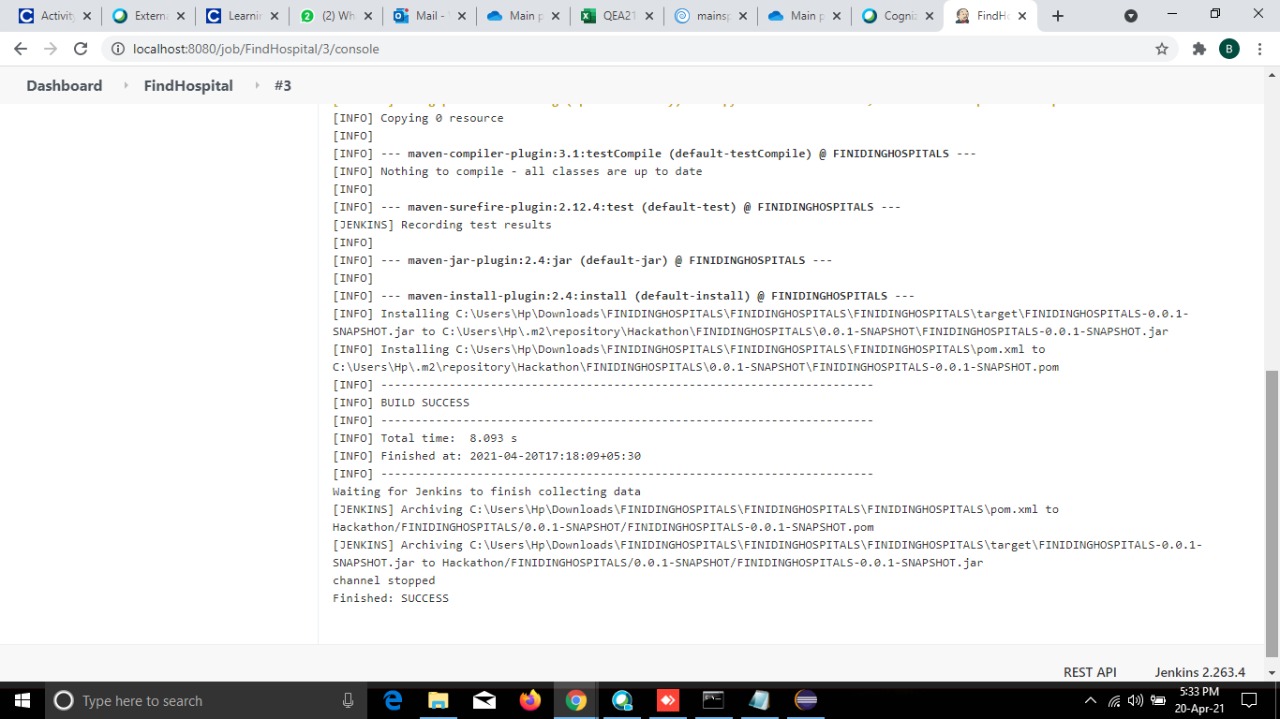 Activity
Externa
Learnin
2
(2) Wha
Mail -
Main p
QEA21
mainsp
Main p
Cogniz
FindHo
localhost:8080/job/FindHospital/3/console
B
Dashboard FindHospital #3
[INFO] Copying 0 resource
[INFO]
[INFO] --- maven-compiler-plugin:3.1:testCompile (default-testCompile) @ FINIDINGHOSPITALS ---
[INFO] Nothing to compile - all classes are up to date
[INFO]
[INFO] --- maven-surefire-plugin:2.12.4:test (default-test) @ FINIDINGHOSPITALS ---
[JENKINS] Recording test results
[INFO]
[INFO] --- maven-jar-plugin:2.4:jar (default-jar) @ FINIDINGHOSPITALS ---
[INFO]
[INFO] --- maven-install-plugin:2.4:install (default-install) @ FINIDINGHOSPITALS ---
[INFO] Installing C:\Users\Hp\Downloads\FINIDINGHOSPITALS\FINIDINGHOSPITALS\FINIDINGHOSPITALS\target\FINIDINGHOSPITALS-0.0.1-
SNAPSHOT.jar to C:\Users\Hp\.m2\repository\Hackathon\FINIDINGHOSPITALS\0.0.1-SNAPSHOT\FINIDINGHOSPITALS-0.0.1-SNAPSHOT.jar
[INFO] Installing C:\Users\Hp\Downloads\FINIDINGHOSPITALS\FINIDINGHOSPITALS\FINIDINGHOSPITALS\pom.xml to
C:\Users\Hp\.m2\repository\Hackathon\FINIDINGHOSPITALS\0.0.1-SNAPSHOT\FINIDINGHOSPITALS-0.0.1-SNAPSHOT.pom
[INFO] ------------------------------------------------------------------------
[INFO] BUILD SUCCESS
[INFO] ------------------------------------------------------------------------
[INFO] Total time:  8.093 s
[INFO] Finished at: 2021-04-20T17:18:09+05:30
[INFO] ------------------------------------------------------------------------
Waiting for Jenkins to finish collecting data
[JENKINS] Archiving C:\Users\Hp\Downloads\FINIDINGHOSPITALS\FINIDINGHOSPITALS\FINIDINGHOSPITALS\pom.xml to
Hackathon/FINIDINGHOSPITALS/0.0.1-SNAPSHOT/FINIDINGHOSPITALS-0.0.1-SNAPSHOT.pom
[JENKINS] Archiving C:\Users\Hp\Downloads\FINIDINGHOSPITALS\FINIDINGHOSPITALS\FINIDINGHOSPITALS\target\FINIDINGHOSPITALS-0.0.1-
SNAPSHOT.jar to Hackathon/FINIDINGHOSPITALS/0.0.1-SNAPSHOT/FINIDINGHOSPITALS-0.0.1-SNAPSHOT.jar
channel stopped
Finished: SUCCESS
REST API Jenkins 2.263.4
Type here to search
5:33 PM
20-Apr-21